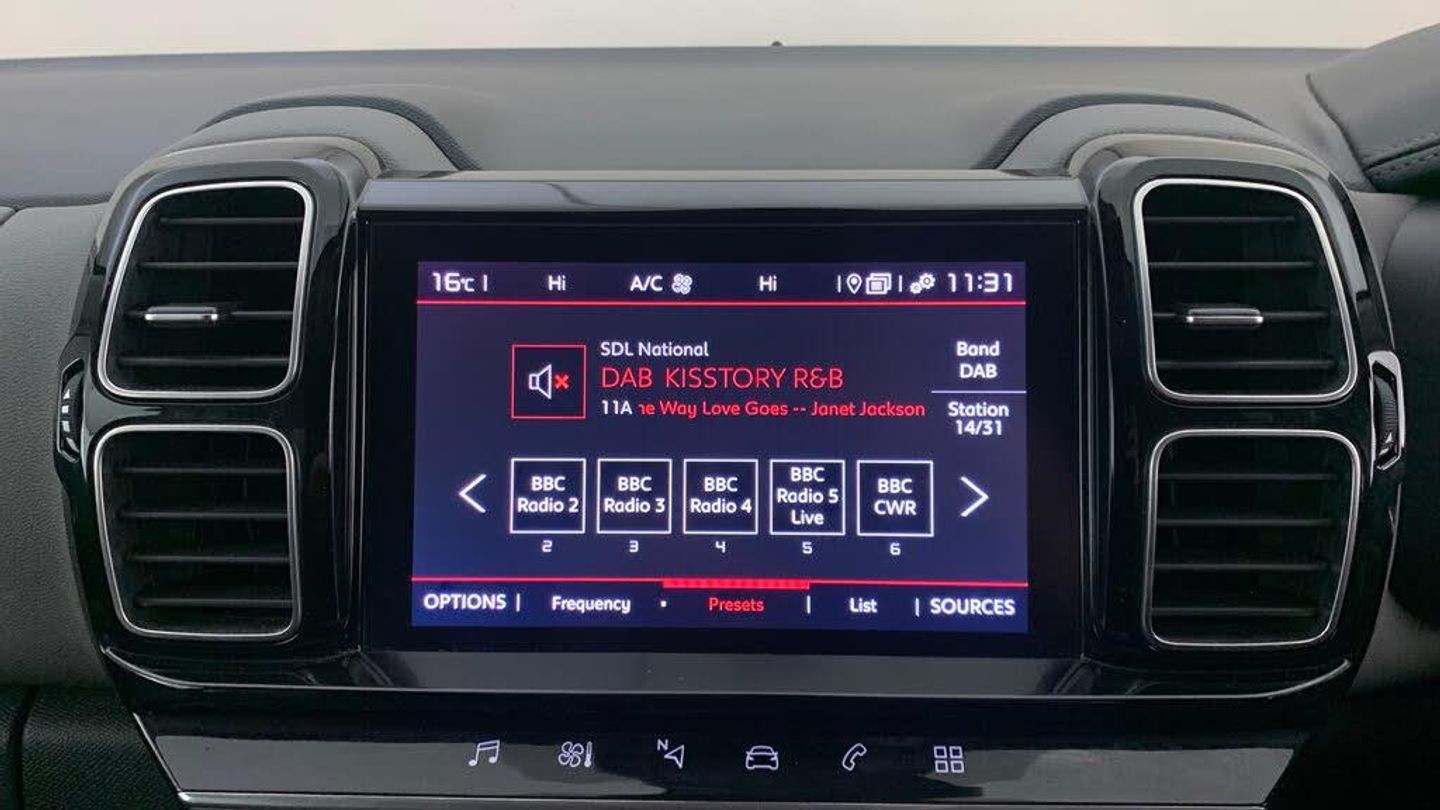 16°C Hi A/C Hi 11:31
SDL National
DAB KISSTORY R&B
11A
Way Love Goes -- Janet Jackson
Band
DAB
Station
14/31
BBC
Radio 2
BBC
Radio 3
BBC
Radio 4
BBC
Radio 5
Live
BBC
CWR
2 3 4 5 6
OPTIONS Frequency Presets List SOURCES
N